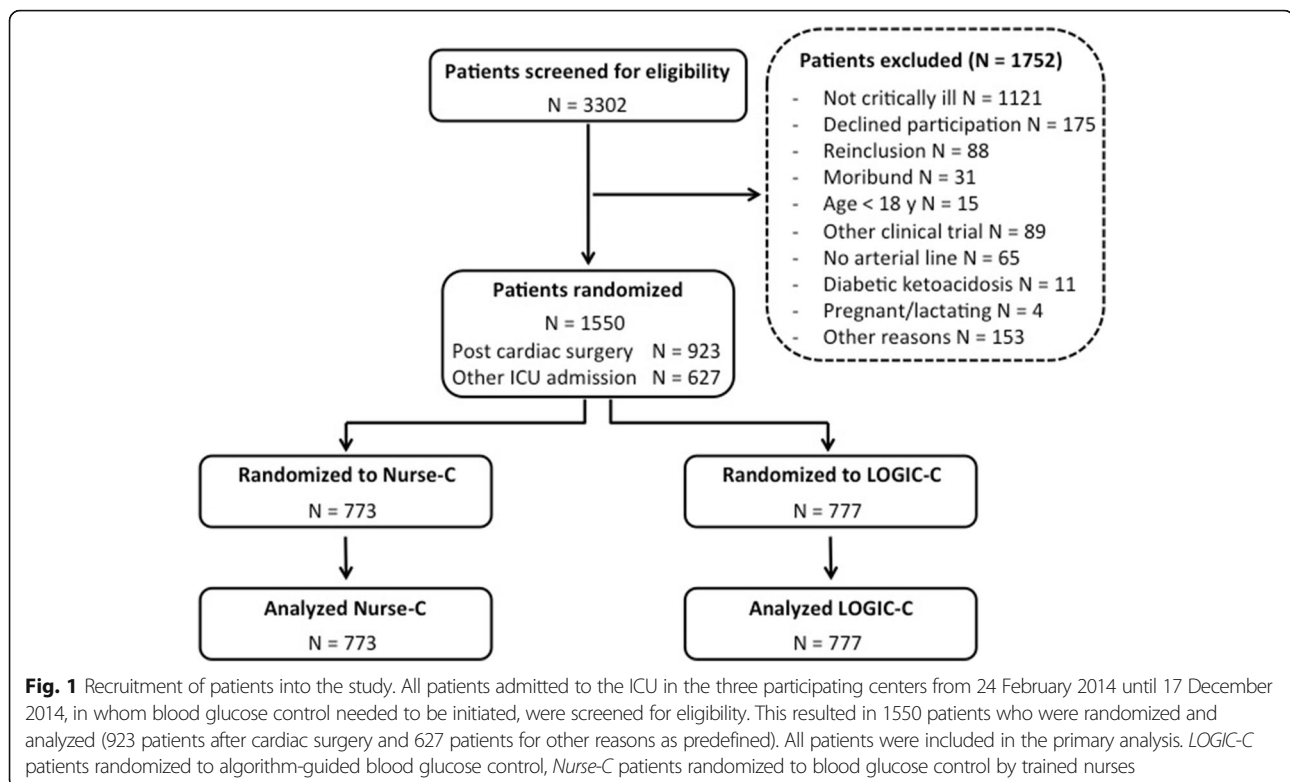 Patients screened for eligibility
N = 3302
Patients excluded (N = 1752)
- Not critically ill N = 1121
- Declined participation N = 175
- Reinclusion N = 88
- Moribund N = 31
- Age < 18 y N = 15
- Other clinical trial N = 89
- No arterial line N = 65
- Diabetic ketoacidosis N = 11
- Pregnant/lactating N = 4
- Other reasons N = 153
Patients randomized
N = 1550
Post cardiac surgery N = 923
Other ICU admission N = 627
Randomized to Nurse-C
N = 773
Randomized to LOGIC-C
N = 777
Analyzed Nurse-C
N = 773
Analyzed LOGIC-C
N = 777
Fig. 1 Recruitment of patients into the study. All patients admitted to the ICU in the three participating centers from 24 February 2014 until 17 December
2014, in whom blood glucose control needed to be initiated, were screened for eligibility. This resulted in 1550 patients who were randomized and
analyzed (923 patients after cardiac surgery and 627 patients for other reasons as predefined). All patients were included in the primary analysis. LOGIC-C
patients randomized to algorithm-guided blood glucose control, Nurse-C patients randomized to blood glucose control by trained nurses